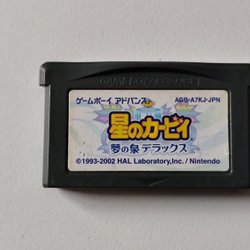 GAME BOY ADVANCE
ゲームボーイ アドバンス
AGB-A7KJ-JPN
星のカービィ
夢の泉 デラックス
©1993-2002 HAL Laboratory,Inc. / Nintendo